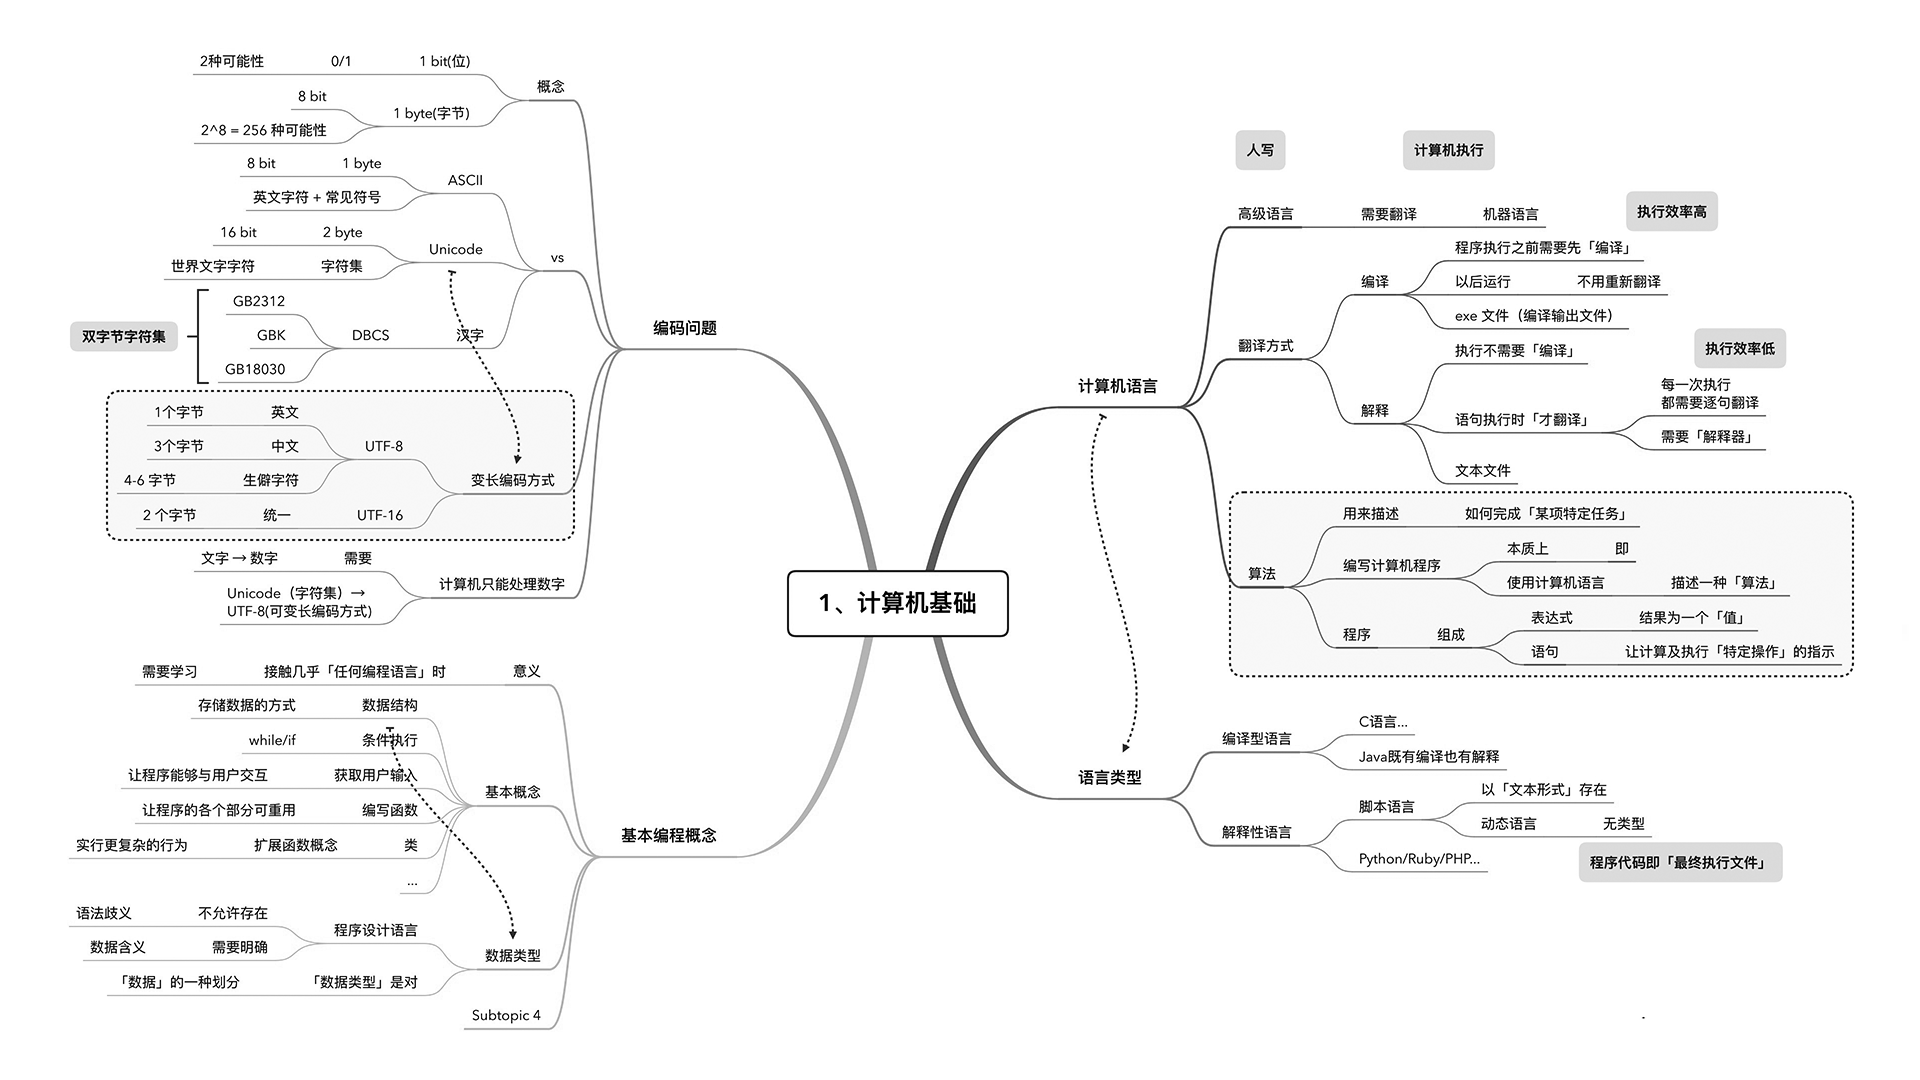 1、计算机基础
编码问题
概念
1 bit(位)
0/1
2种可能性
1 byte(字节)
8 bit
2^8 = 256 种可能性
vs
ASCII
1 byte
8 bit
英文字符 + 常见符号
Unicode
2 byte
16 bit
字符集
世界文字字符
汉字
DBCS
GB2312
GBK
GB18030
双字节字符集
变长编码方式
UTF-8
英文
1个字节
中文
3个字节
生僻字符
4-6 字节
UTF-16
统一
2 个字节
计算机只能处理数字
需要
文字 → 数字
Unicode（字符集）→
UTF-8(可变长编码方式)
基本编程概念
意义
接触几乎「任何编程语言」时
需要学习
基本概念
数据结构
存储数据的方式
条件执行
while/if
获取用户输入
让程序能够与用户交互
编写函数
让程序的各个部分可重用
类
扩展函数概念
实行更复杂的行为
...
数据类型
程序设计语言
不允许存在
语法歧义
需要明确
数据含义
「数据类型」是对
「数据」的一种划分
Subtopic 4
计算机语言
人写
计算机执行
高级语言
需要翻译
机器语言
执行效率高
翻译方式
编译
程序执行之前需要先「编译」
以后运行
不用重新翻译
exe 文件（编译输出文件）
执行效率低
解释
执行不需要「编译」
语句执行时「才翻译」
每一次执行
都需要逐句翻译
需要「解释器」
文本文件
算法
用来描述
如何完成「某项特定任务」
编写计算机程序
本质上
即
使用计算机语言
描述一种「算法」
程序
组成
表达式
结果为一个「值」
语句
让计算及执行「特定操作」的指示
语言类型
编译型语言
C语言...
Java既有编译也有解释
解释性语言
脚本语言
以「文本形式」存在
动态语言
无类型
Python/Ruby/PHP...
程序代码即「最终执行文件」